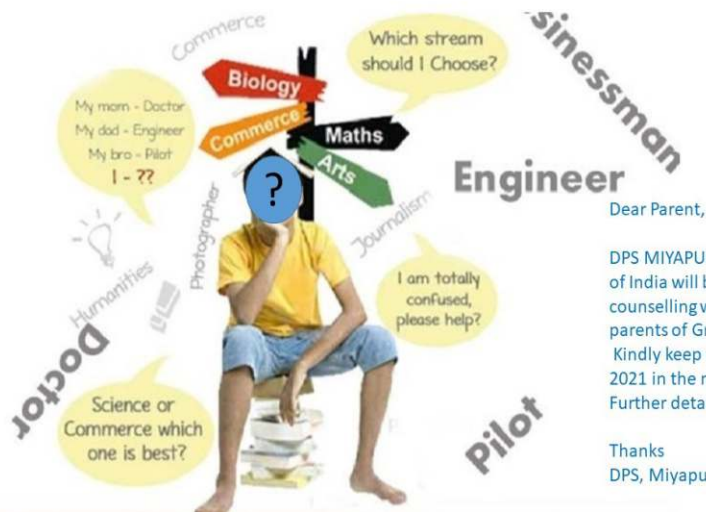 Commerce
Which stream
should I Choose?
sinessman
Biology
Commerce
Maths
Arts
My mom - Doctor
My dad - Engineer
My bro - Pilot
I - ??
?
Engineer
Photographer
Journalism
Humanities
I am totally
confused,
please help?
Doctor
Science or
Commerce which
one is best?
Pilot
Dear Parent,
DPS MIYAPU
of India will b
counselling w
parents of Gr
Kindly keep
2021 in the m
Further deta
Thanks
DPS, Miyapu